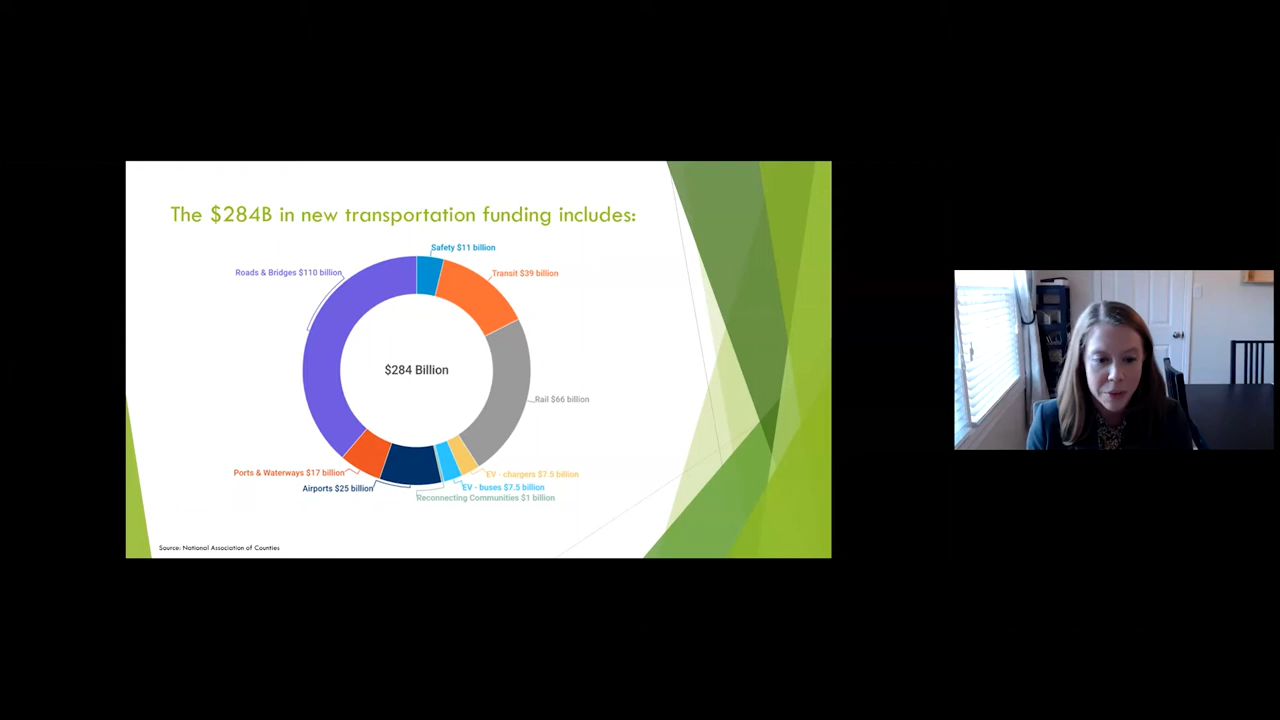 The $284B in new transportation funding includes:
Safety $11 billion
Roads & Bridges $110 billion
Transit $39 billion
$284 Billion
Rail $66 billion
Ports & Waterways $17 billion
EV - chargers $7.5 billion
Airports $25 billion
EV - buses $7.5 billion
Reconnecting Communities $1 billion
Source: National Association of Counties